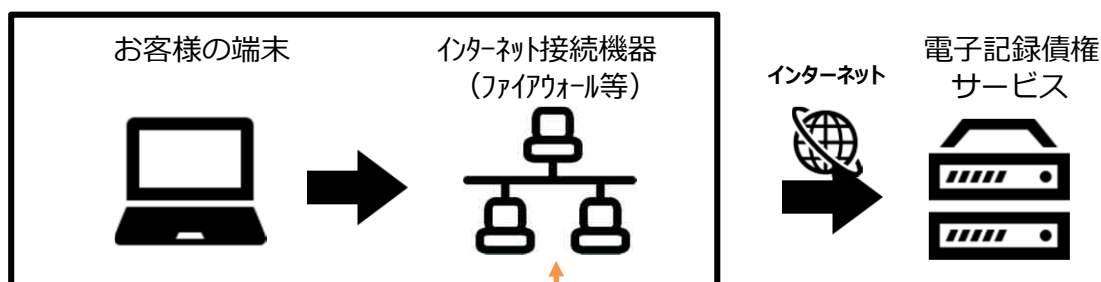 お客様の端末
インターネット接続機器
（ファイアウォール等）
インターネット
電子記録債権
サービス